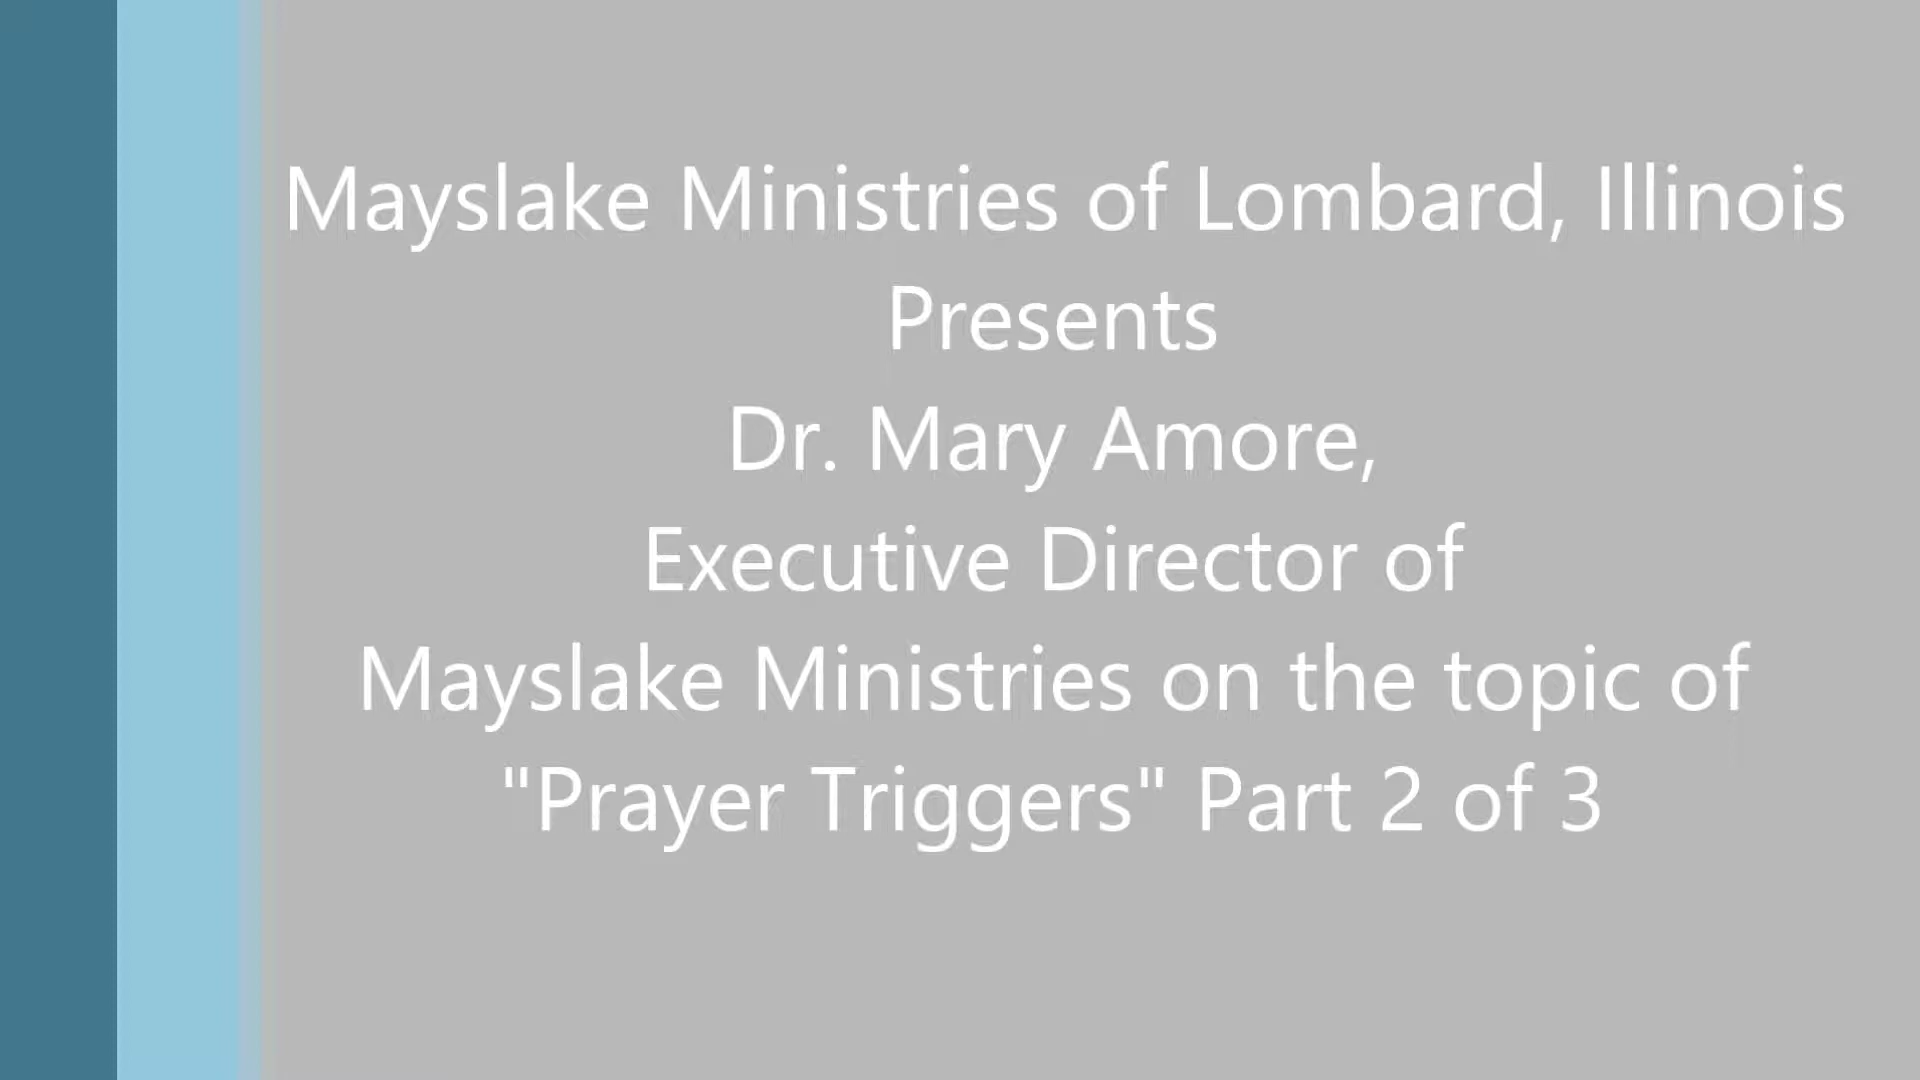 Mayslake Ministries of Lombard, Illinois
Presents
Dr. Mary Amore,
Executive Director of
Mayslake Ministries on the topic of
"Prayer Triggers" Part 2 of 3